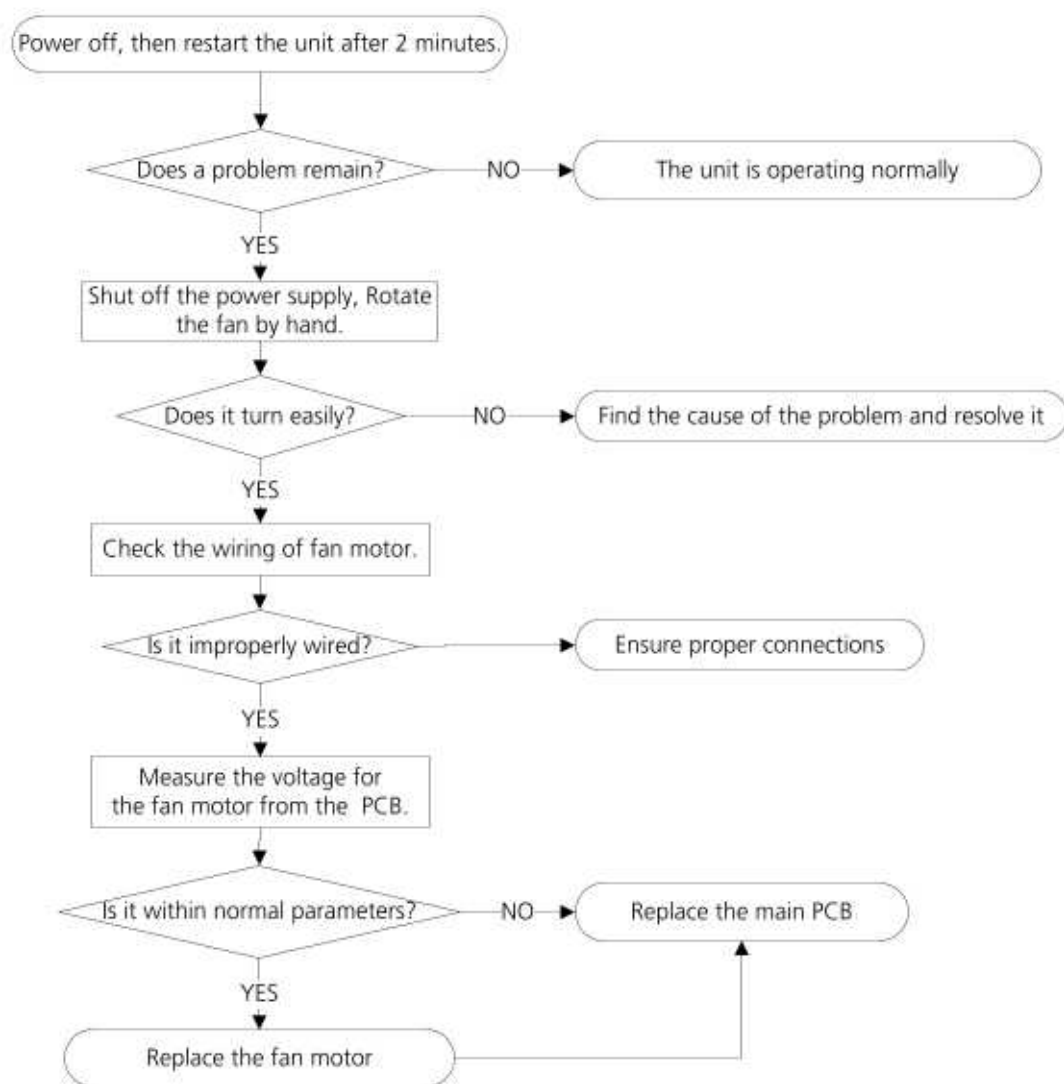 Power off, then restart the unit after 2 minutes.
Does a problem remain?
NO
The unit is operating normally
YES
Shut off the power supply, Rotate
the fan by hand.
Does it turn easily?
NO
Find the cause of the problem and resolve it
YES
Check the wiring of fan motor.
Is it improperly wired?
Ensure proper connections
YES
Measure the voltage for
the fan motor from the PCB.
Is it within normal parameters?
NO
Replace the main PCB
YES
Replace the fan motor